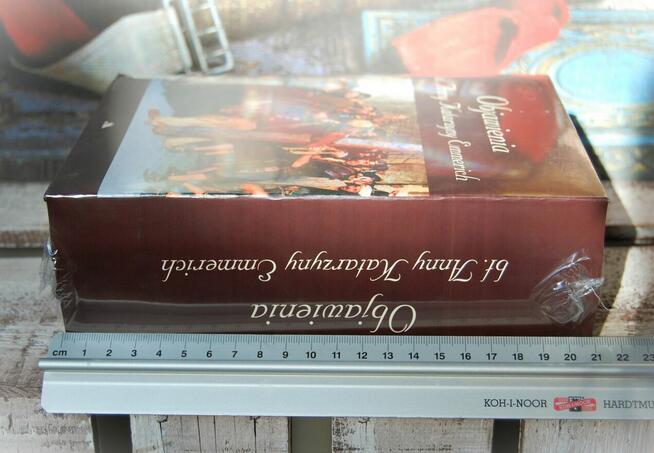 Objawienia
bł. Anny Katarzyny Emmerich
Objawienia
bł. Anny Katarzyny Emmerich
cm 1 2 3 4 5 6 7 8 9 10 11 12 13 14 15 16 17 18 19 20 21 22 23
KOH-I-NOOR HARDTMU